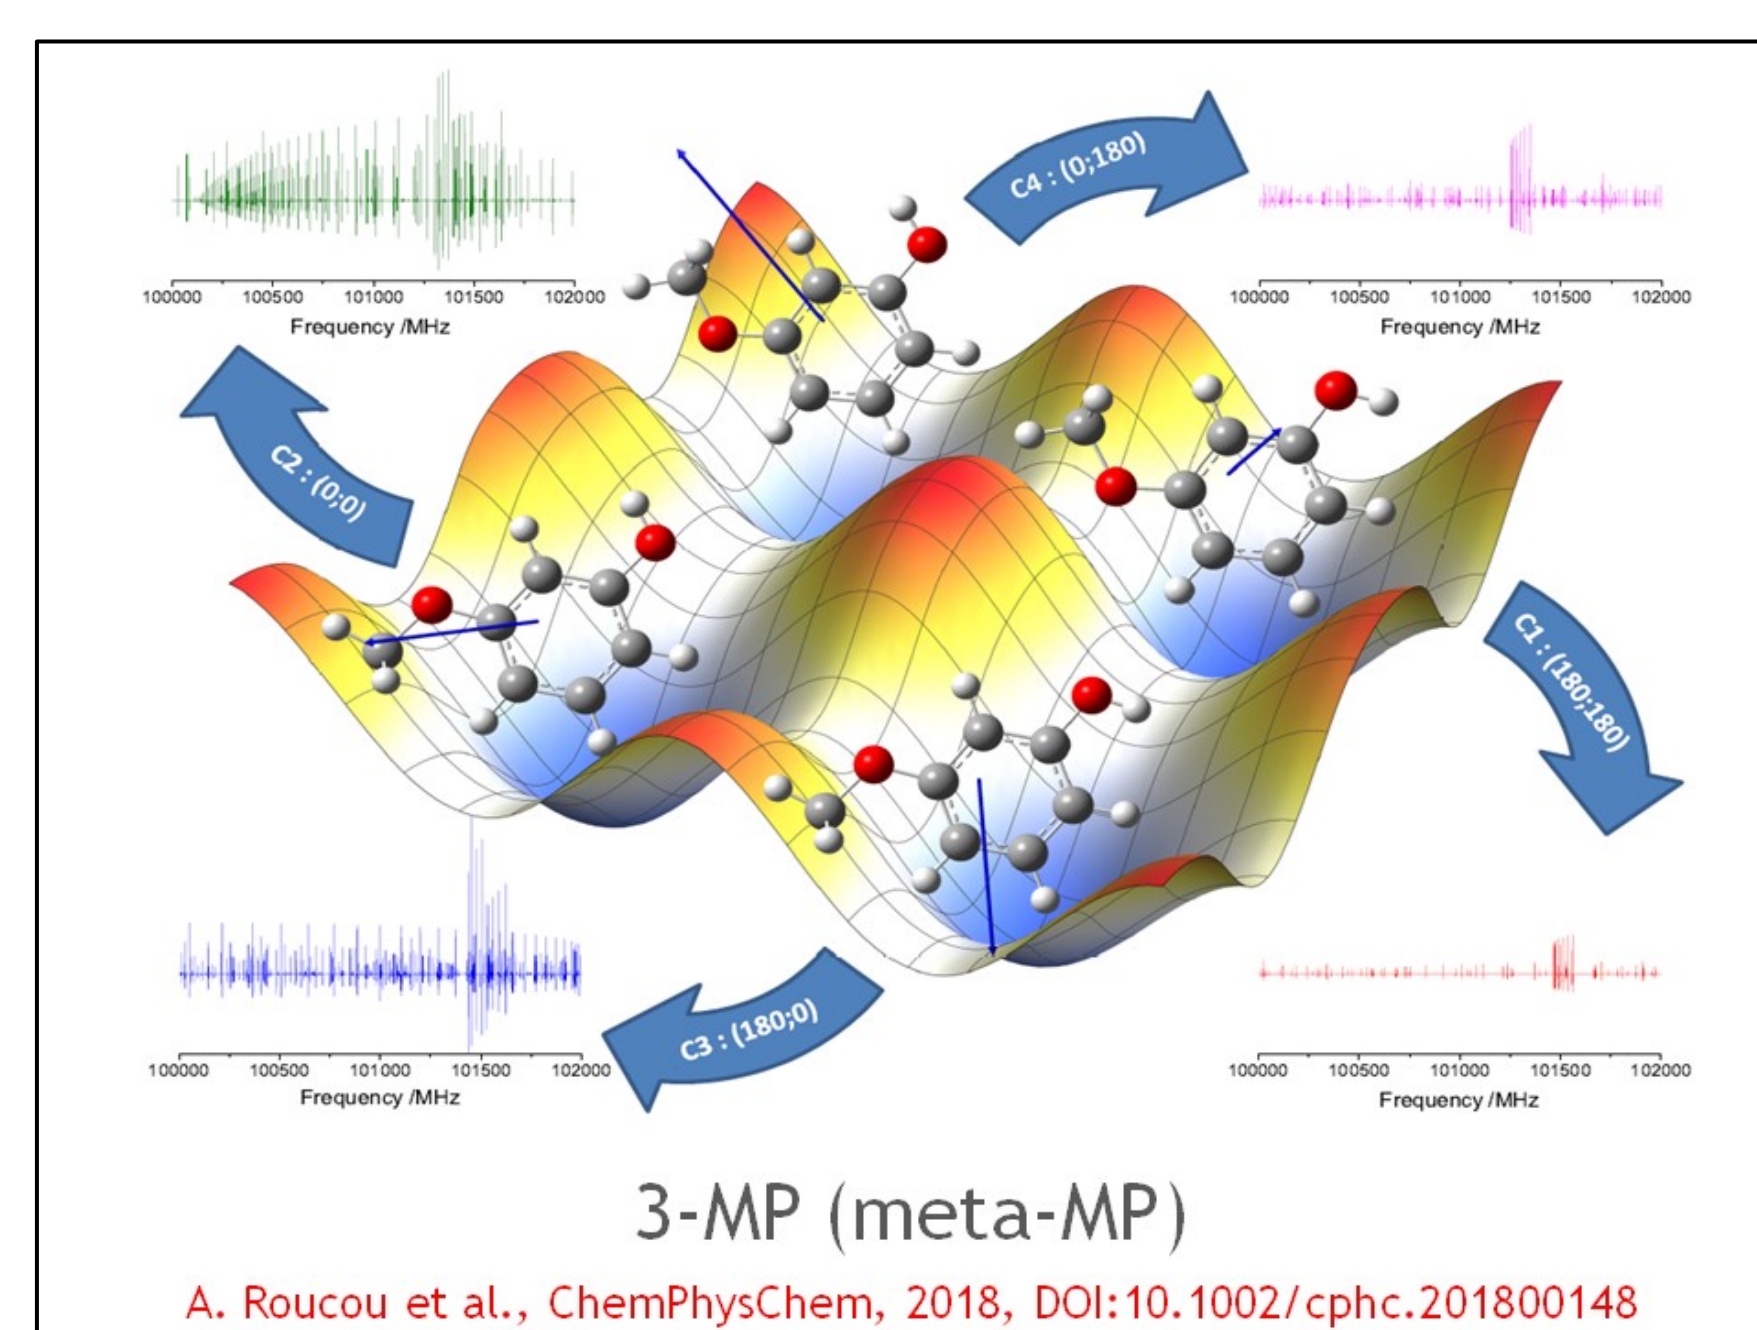 C4 : (0;180)
100000 100500 101000 101500 102000
Frequency /MHz
100000 100500 101000 101500 102000
Frequency /MHz
C2 : (0;0)
C1 : (180;180)
C3 : (180;0)
100000 100500 101000 101500 102000
Frequency /MHz
100000 100500 101000 101500 102000
Frequency /MHz
3-MP (meta-MP)
A. Roucou et al., ChemPhysChem, 2018, DOI:10.1002/cphc.201800148